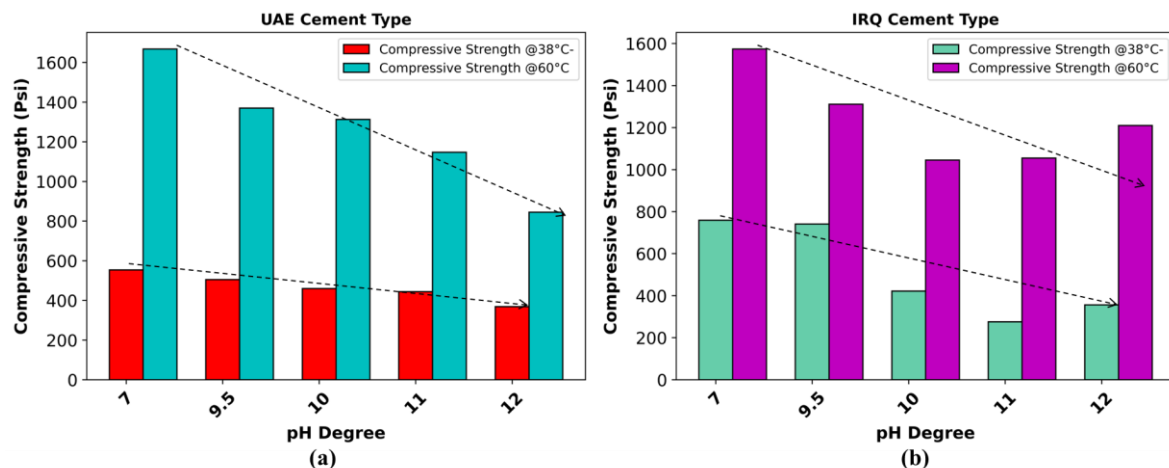 UAE Cement Type
Compressive Strength (Psi)
1600
1400
1200
1000
800
600
400
200
0
Compressive Strength @38°C-
Compressive Strength @60°C
7
9.5
10
11
12
pH Degree
(a)
IRQ Cement Type
Compressive Strength (Psi)
1600
1400
1200
1000
800
600
400
200
0
Compressive Strength @38°C-
Compressive Strength @60°C
7
9.5
10
11
12
pH Degree
(b)